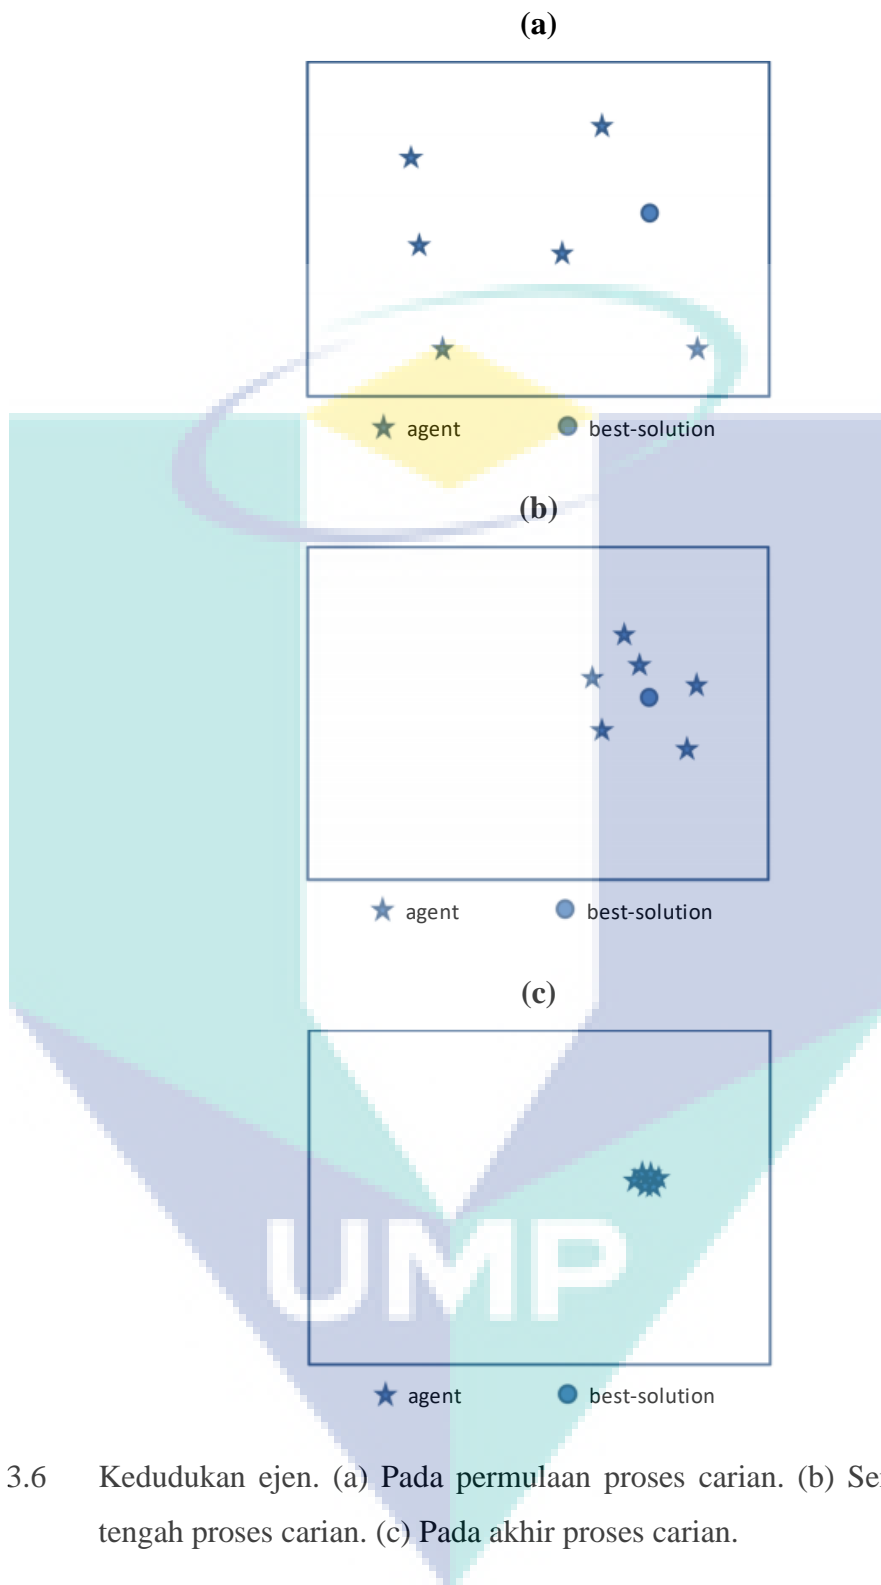 (a)
agent best-solution
(b)
agent best-solution
(c)
UMP
agent best-solution
3.6 Kedudukan ejen. (a) Pada permulaan proses carian. (b)
tengah proses carian. (c) Pada akhir proses carian.